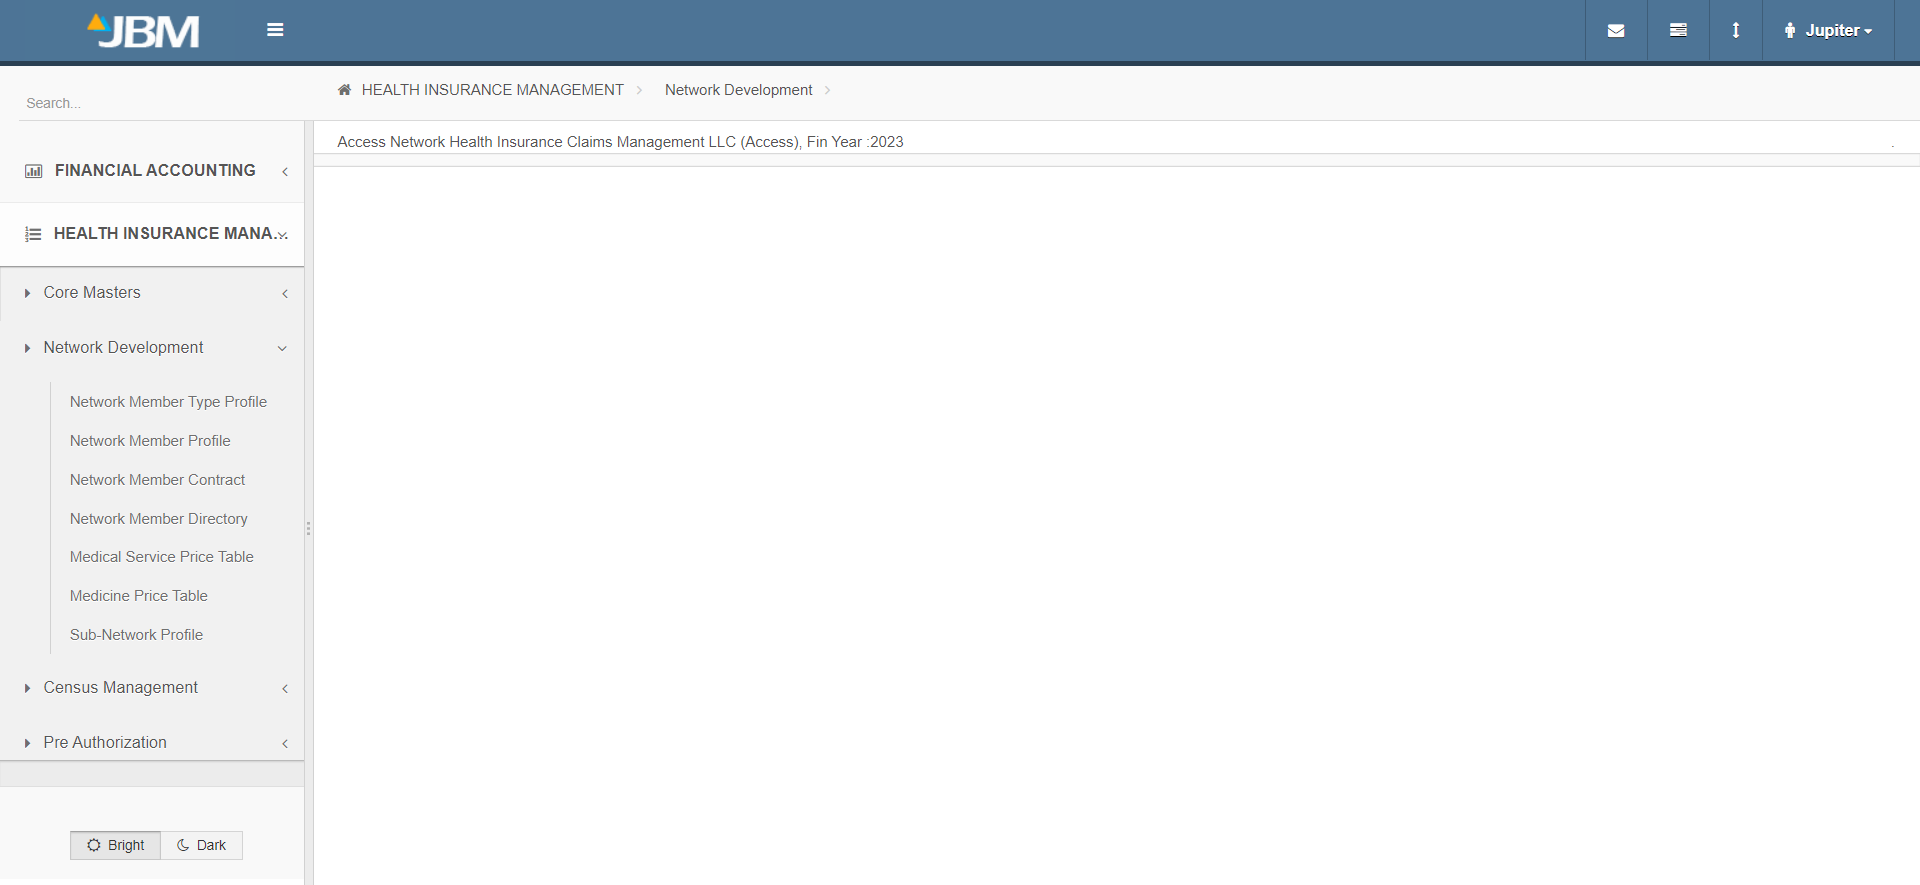 JBM
Jupiter
Search...
HEALTH INSURANCE MANAGEMENT
Network Development
Access Network Health Insurance Claims Management LLC (Access), Fin Year :2023
.
FINANCIAL ACCOUNTING
HEALTH INSURANCE MANA...
Core Masters
Network Development
Network Member Type Profile
Network Member Profile
Network Member Contract
Network Member Directory
Medical Service Price Table
Medicine Price Table
Sub-Network Profile
Census Management
Pre Authorization
Bright
Dark